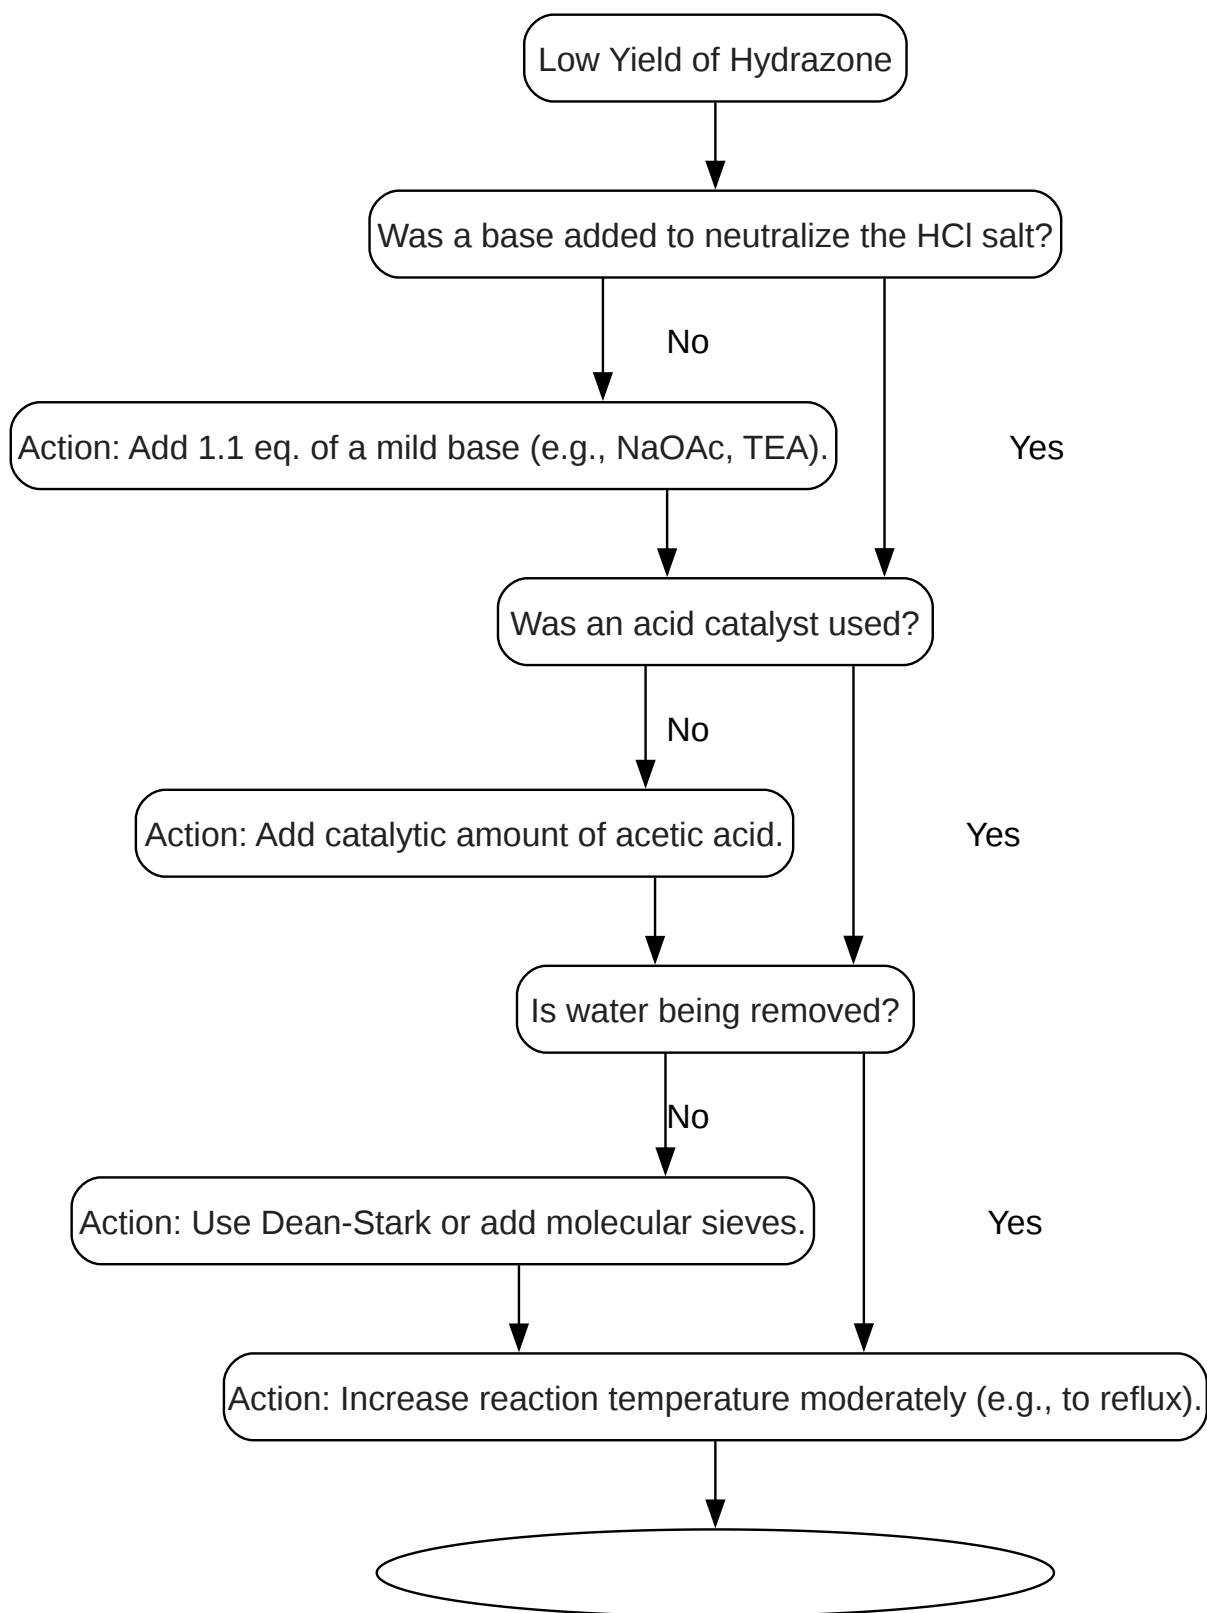 Low Yield of Hydrazone
Was a base added to neutralize the HCl salt?
No
Action: Add 1.1 eq. of a mild base (e.g., NaOAc, TEA).
Yes
Was an acid catalyst used?
No
Action: Add catalytic amount of acetic acid.
Yes
Is water being removed?
No
Action: Use Dean-Stark or add molecular sieves.
Yes
Action: Increase reaction temperature moderately (e.g., to reflux).